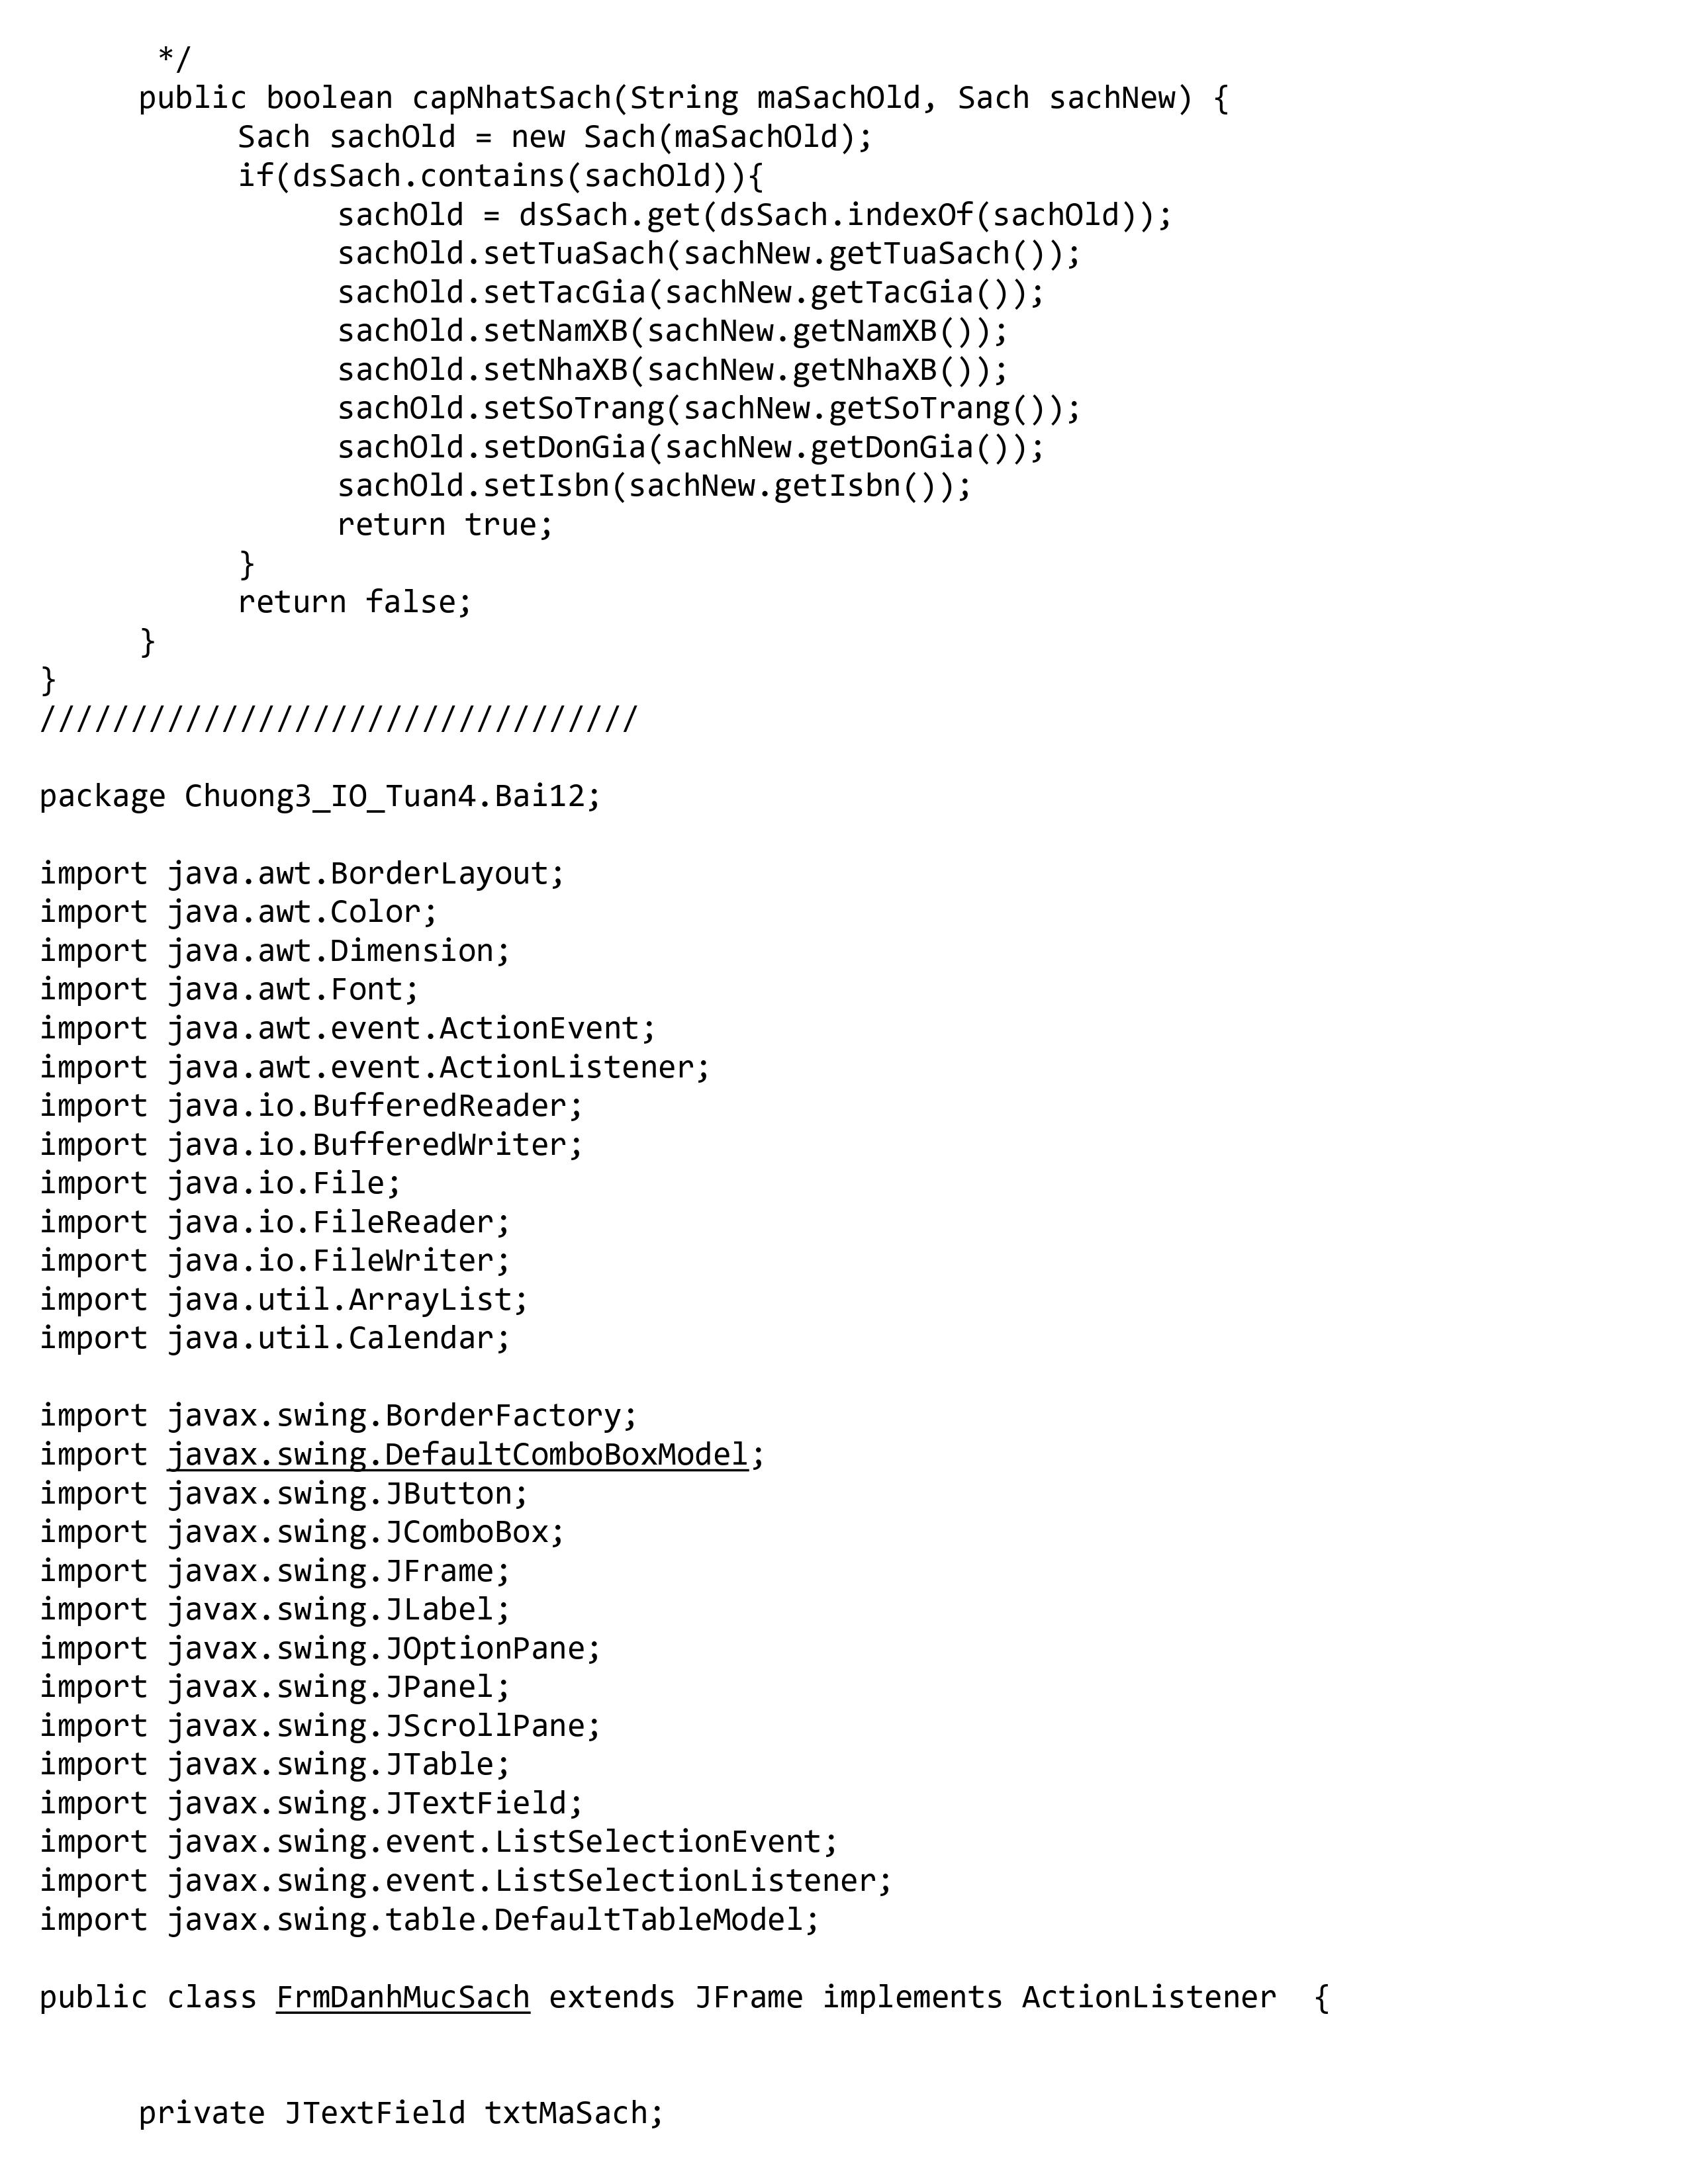 */
public boolean capNhatSach(String maSachOld, Sach sachNew) {
Sach sachOld = new Sach(maSachOld);
if(dsSach.contains(sachOld)){
sachOld = dsSach.get(dsSach.indexOf(sachOld));
sachOld.setTuaSach(sachNew.getTuaSach());
sachOld.setTacGia(sachNew.getTacGia());
sachOld.setNamXB(sachNew.getNamXB());
sachOld.setNhaXB(sachNew.getNhaXB());
sachOld.setSoTrang(sachNew.getSoTrang());
sachOld.setDonGia(sachNew.getDonGia());
sachOld.setIsbn(sachNew.getIsbn());
return true;
}
return false;
}
}
/////////////////////////////////
package Chuong3_IO_Tuan4.Bai12;
import java.awt.BorderLayout;
import java.awt.Color;
import java.awt.Dimension;
import java.awt.Font;
import java.awt.event.ActionEvent;
import java.awt.event.ActionListener;
import java.io.BufferedReader;
import java.io.BufferedWriter;
import java.io.File;
import java.io.FileReader;
import java.io.FileWriter;
import java.util.ArrayList;
import java.util.Calendar;
import javax.swing.BorderFactory;
import javax.swing.DefaultComboBoxModel;
import javax.swing.JButton;
import javax.swing.JComboBox;
import javax.swing.JFrame;
import javax.swing.JLabel;
import javax.swing.JOptionPane;
import javax.swing.JPanel;
import javax.swing.JScrollPane;
import javax.swing.JTable;
import javax.swing.JTextField;
import javax.swing.event.ListSelectionEvent;
import javax.swing.event.ListSelectionListener;
import javax.swing.table.DefaultTableModel;
public class FrmDanhMucSach extends JFrame implements ActionListener  {
private JTextField txtMaSach;